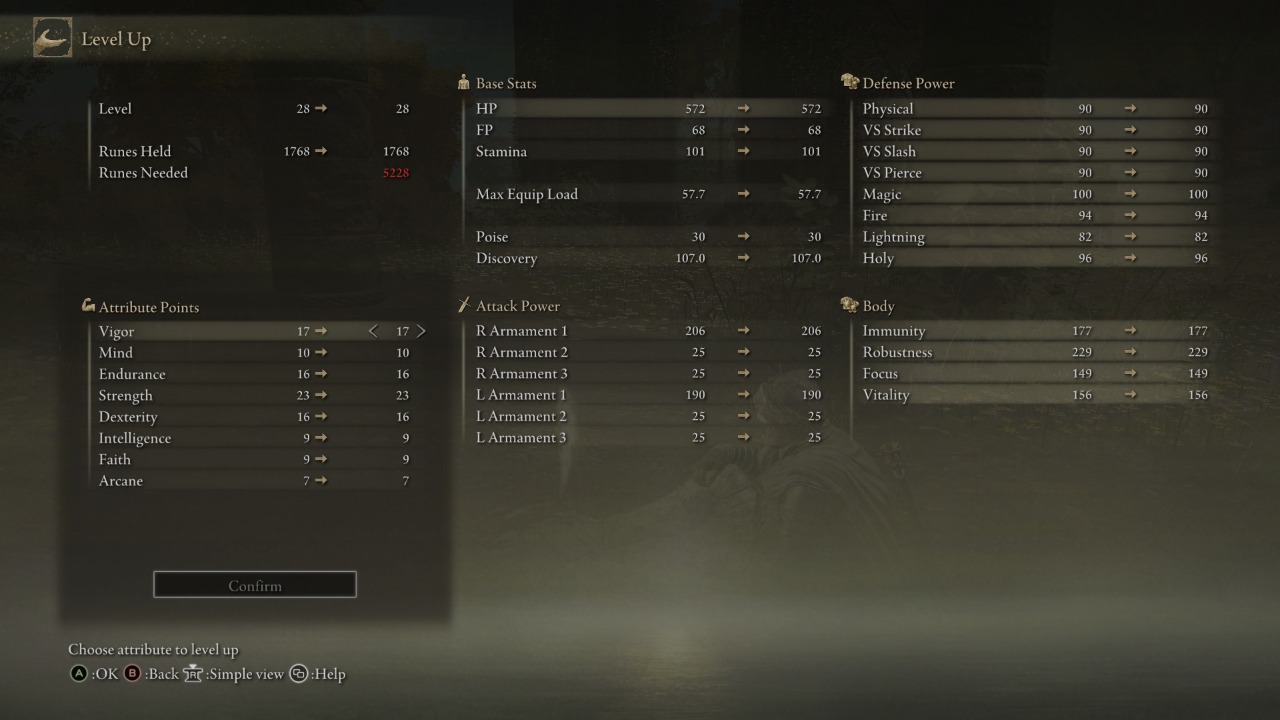 Level Up
Level 28 → 28
Runes Held 1768 → 1768
Runes Needed 5228
Attribute Points
Vigor 17 → < 17 >
Mind 10 → 10
Endurance 16 → 16
Strength 23 → 23
Dexterity 16 → 16
Intelligence 9 → 9
Faith 9 → 9
Arcane 7 → 7
Confirm
Base Stats
HP 572 → 572
FP 68 → 68
Stamina 101 → 101
Max Equip Load 57.7 → 57.7
Poise 30 → 30
Discovery 107.0 → 107.0
Attack Power
R Armament 1 206 → 206
R Armament 2 25 → 25
R Armament 3 25 → 25
L Armament 1 190 → 190
L Armament 2 25 → 25
L Armament 3 25 → 25
Defense Power
Physical 90 → 90
VS Strike 90 → 90
VS Slash 90 → 90
VS Pierce 90 → 90
Magic 100 → 100
Fire 94 → 94
Lightning 82 → 82
Holy 96 → 96
Body
Immunity 177 → 177
Robustness 229 → 229
Focus 149 → 149
Vitality 156 → 156
Choose attribute to level up
A :OK B :Back :Simple view :Help